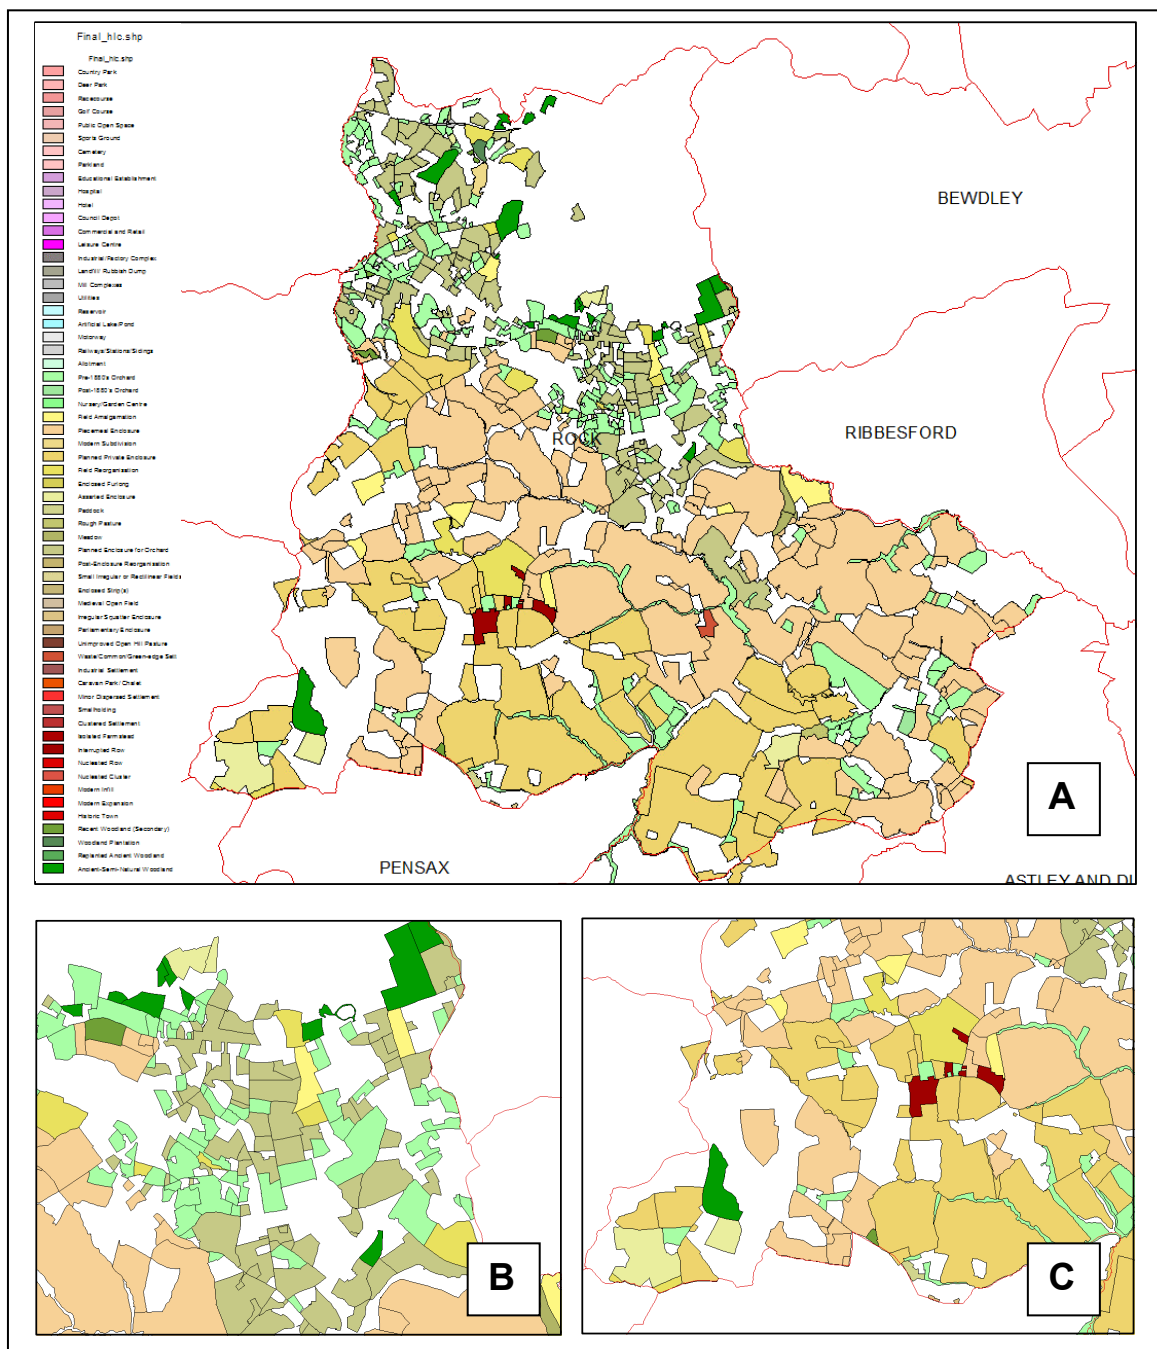 Final_hlc.shp
Final_hlc.shp
Country Park
Deer Park
Racecourse
Golf Course
Public Open Space
Sports Ground
Cemetery
Parkland
Educational Establishment
Hospital
Hotel
Council Depot
Commercial and Retail
Leisure Centre
Industrial/Factory Complex
Landfill/ Rubbish Dump
Mill Complexes
Utilities
Reservoir
Artificial Lake/Pond
Motorway
Railways/Stations/Sidings
Allotment
Pre-1880's Orchard
Post-1880's Orchard
Nursery/Garden Centre
Field Amalgamation
Piecemeal Enclosure
Modern Subdivision
Planned Private Enclosure
Field Reorganisation
Enclosed Furlong
Assarted Enclosure
Paddock
Rough Pasture
Meadow
Planned Enclosure for Orchard
Post-Enclosure Reorganisation
Small Irregular or Rectilinear Fields
Enclosed Strip(s)
Medieval Open Field
Irregular Squatter Enclosure
Parliamentary Enclosure
Unimproved Open Hill Pasture
Waste/Common/Green-edge Sett
Industrial Settlement
Caravan Park/ Chalet
Minor Dispersed Settlement
Smallholding
Clustered Settlement
Isolated Farmstead
Interrupted Row
Nucleated Row
Nucleated Cluster
Modern Infill
Modern Expansion
Historic Town
Recent Woodland (Secondary)
Woodland Plantation
Replanted Ancient Woodland
Ancient-Semi-Natural Woodland
BEWDLEY
ROCK
RIBBESFORD
PENSAX
ASTLEY AND DI
A
B
C